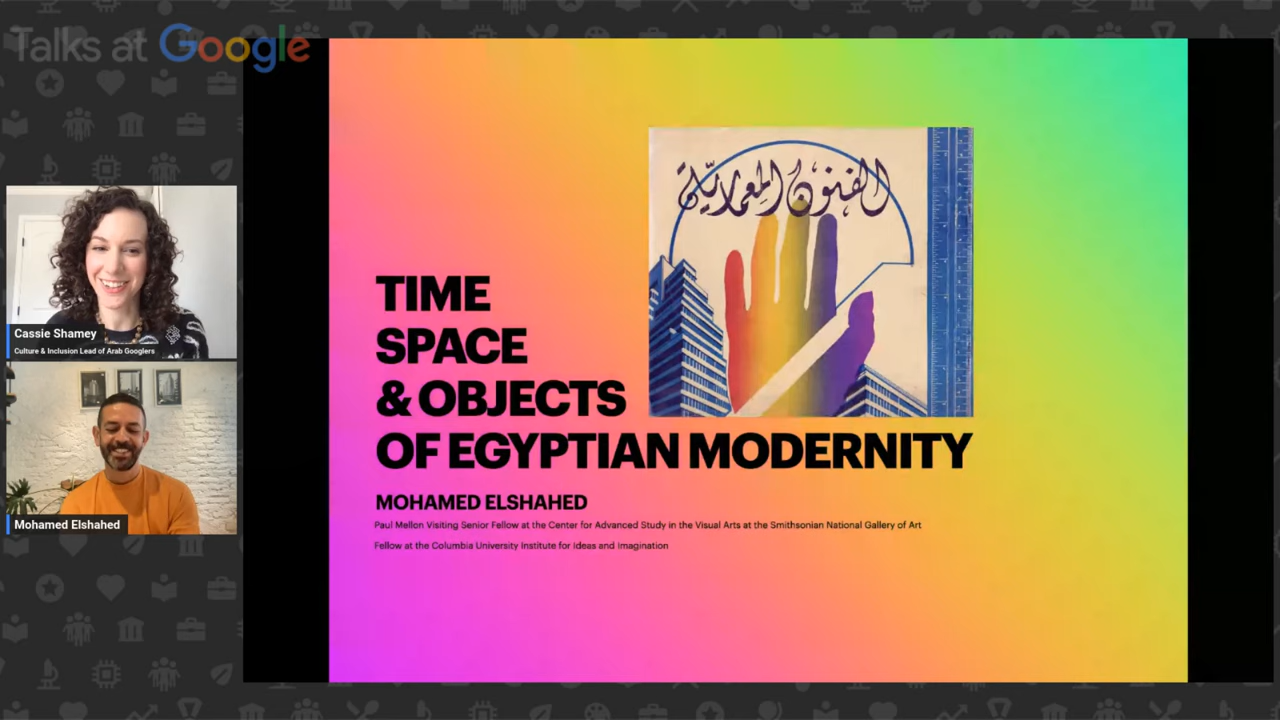 Talks at Google
الفنون المعمارية
TIME
SPACE
& OBJECTS
OF EGYPTIAN MODERNITY
MOHAMED ELSHAHED
Paul Mellon Visiting Senior Fellow at the Center for Advanced Study in the Visual Arts at the Smithsonian National Gallery of Art
Fellow at the Columbia University Institute for Ideas and Imagination
Cassie Shamey
Culture & Inclusion Lead of Arab Googlers
Mohamed Elshahed